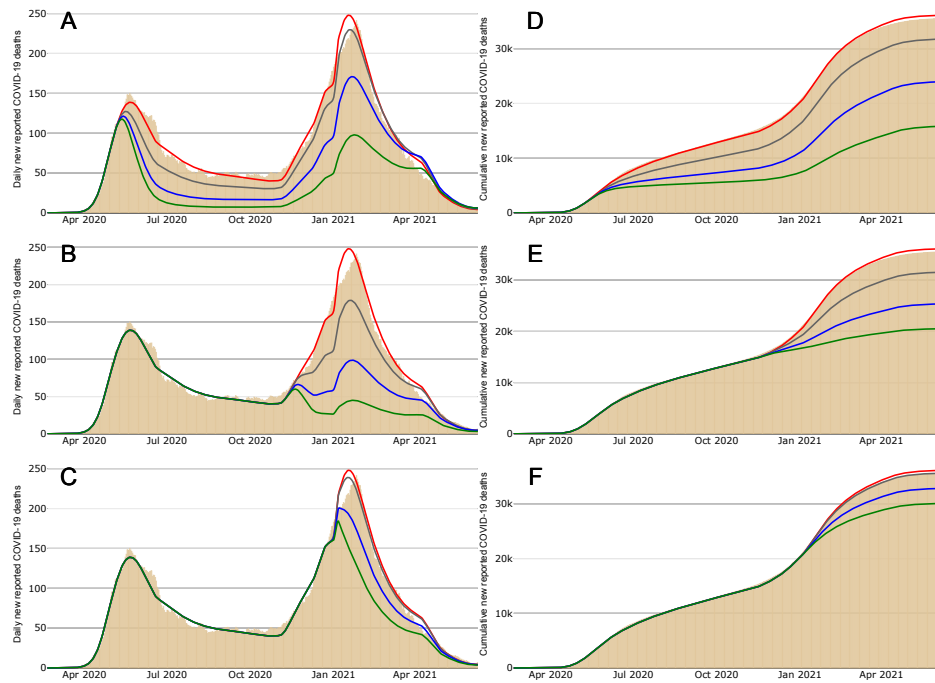 A
Daily new reported COVID-19 deaths
250
200
150
100
50
0
Apr 2020 Jul 2020 Oct 2020 Jan 2021 Apr 2021
D
Cumulative new reported COVID-19 deaths
30k
20k
10k
0
Apr 2020 Jul 2020 Oct 2020 Jan 2021 Apr 2021
B
Daily new reported COVID-19 deaths
250
200
150
100
50
0
Apr 2020 Jul 2020 Oct 2020 Jan 2021 Apr 2021
E
Cumulative new reported COVID-19 deaths
30k
20k
10k
0
Apr 2020 Jul 2020 Oct 2020 Jan 2021 Apr 2021
C
Daily new reported COVID-19 deaths
250
200
150
100
50
0
Apr 2020 Jul 2020 Oct 2020 Jan 2021 Apr 2021
F
Cumulative new reported COVID-19 deaths
30k
20k
10k
0
Apr 2020 Jul 2020 Oct 2020 Jan 2021 Apr 2021